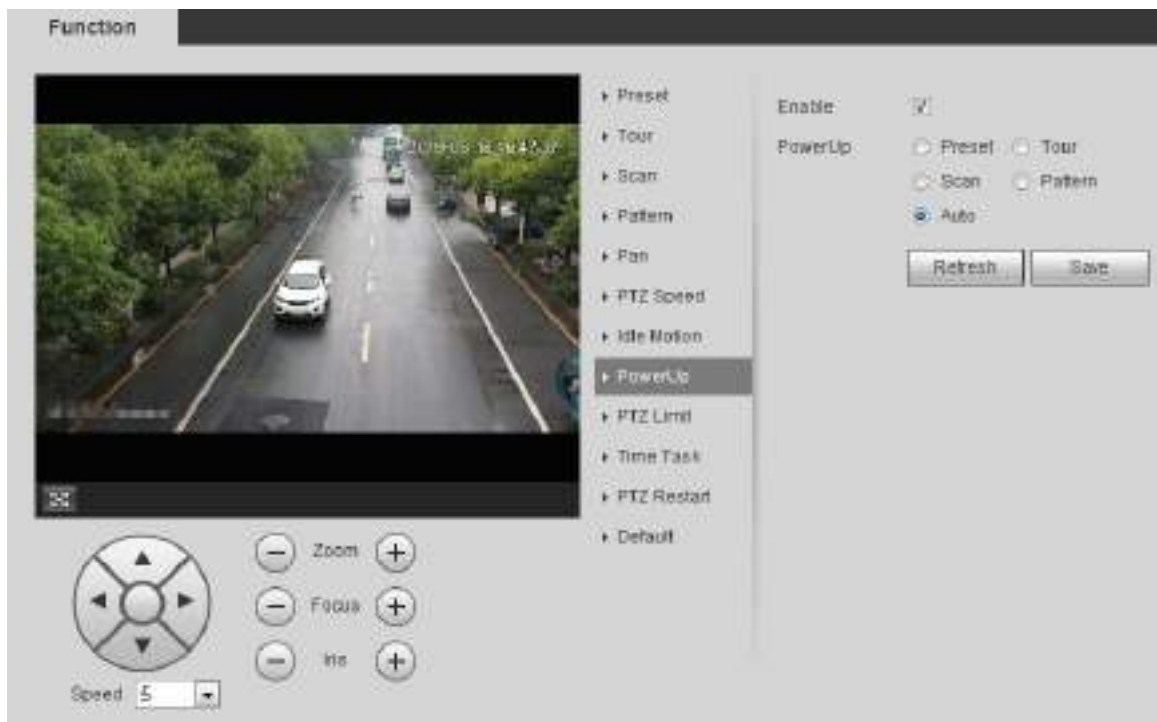 Function
Preset
Tour
Scan
Pattern
Pan
PTZ Speed
Idle Motion
PowerUp
PTZ Limit
Time Task
PTZ Restart
Default
Enable
PowerUp
Preset
Tour
Scan
Pattern
Auto
Refresh
Save
Zoom
Focus
Iris
Speed 5